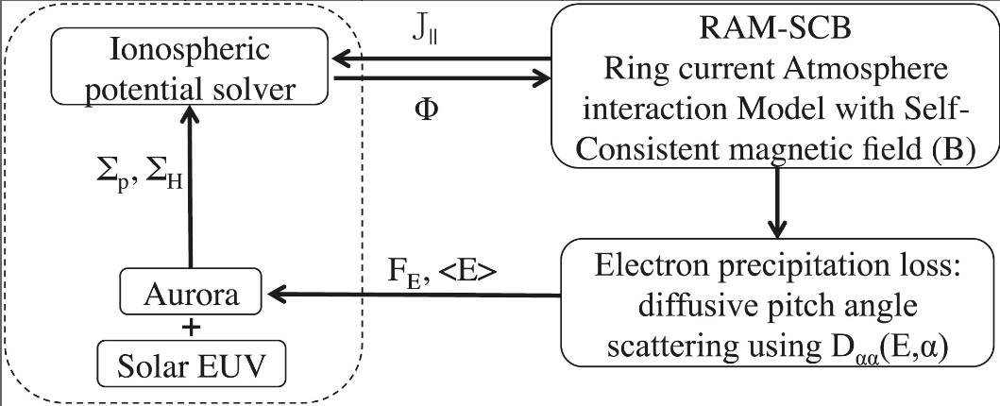 Ionospheric
potential solver
J∥
Φ
RAM-SCB
Ring current Atmosphere
interaction Model with Self-
Consistent magnetic field (B)
Σp, ΣH
FE, <E>
Electron precipitation loss:
diffusive pitch angle
scattering using Dαα(E,α)
Aurora
+
Solar EUV